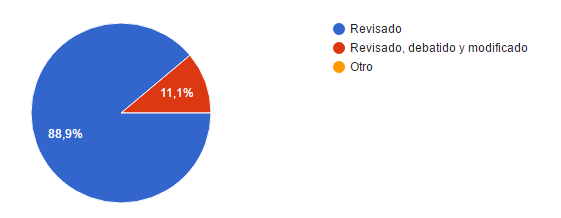 Revisado
Revisado, debatido y modificado
Otro
11,1%
88,9%